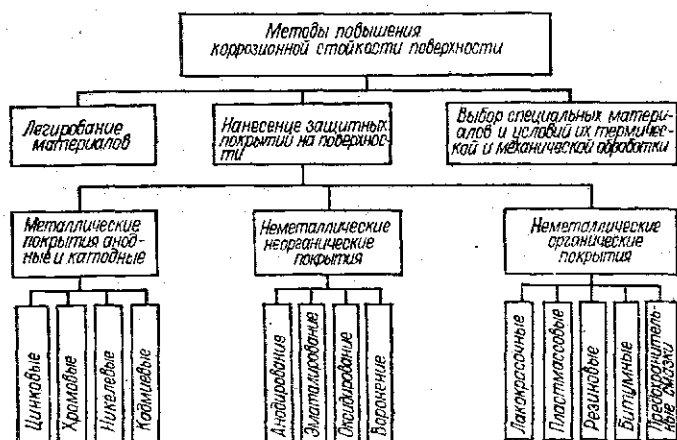 Методы повышения
коррозионной стойкости поверхности
Легирование
материалов
Нанесение защитных
покрытий на поверхнос-
ти
Выбор специальных матери-
алов и условий их термичес-
кой и механической обработки
Металлические
покрытия анод-
ные и катодные
Неметаллические
неорганические
покрытия
Неметаллические
органические
покрытия
Цинковые
Хромовые
Никелевые
Кадмиевые
Анодирования
Эматалирование
Оксидирование
Воронение
Лакокрасочные
Пластмассовые
Резиновые
Битумные
Предохранитель-
ные смазки